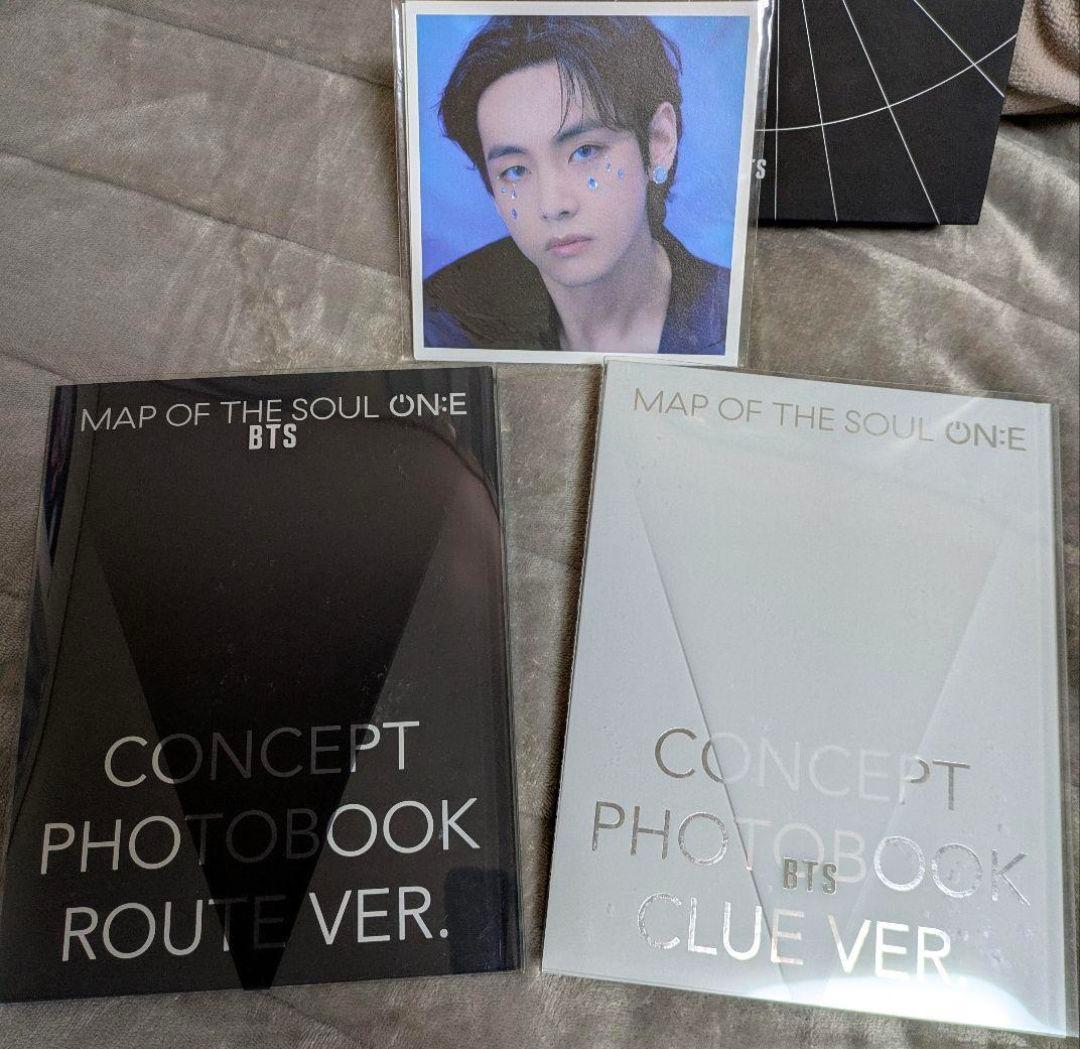 TS
MAP OF THE SOUL ON:E
BTS
CONCEPT
PHOTOBOOK
ROUTE VER.
MAP OF THE SOUL ON:E
CONCEPT
PHOTOBOOK
BTS
CLUE VER.